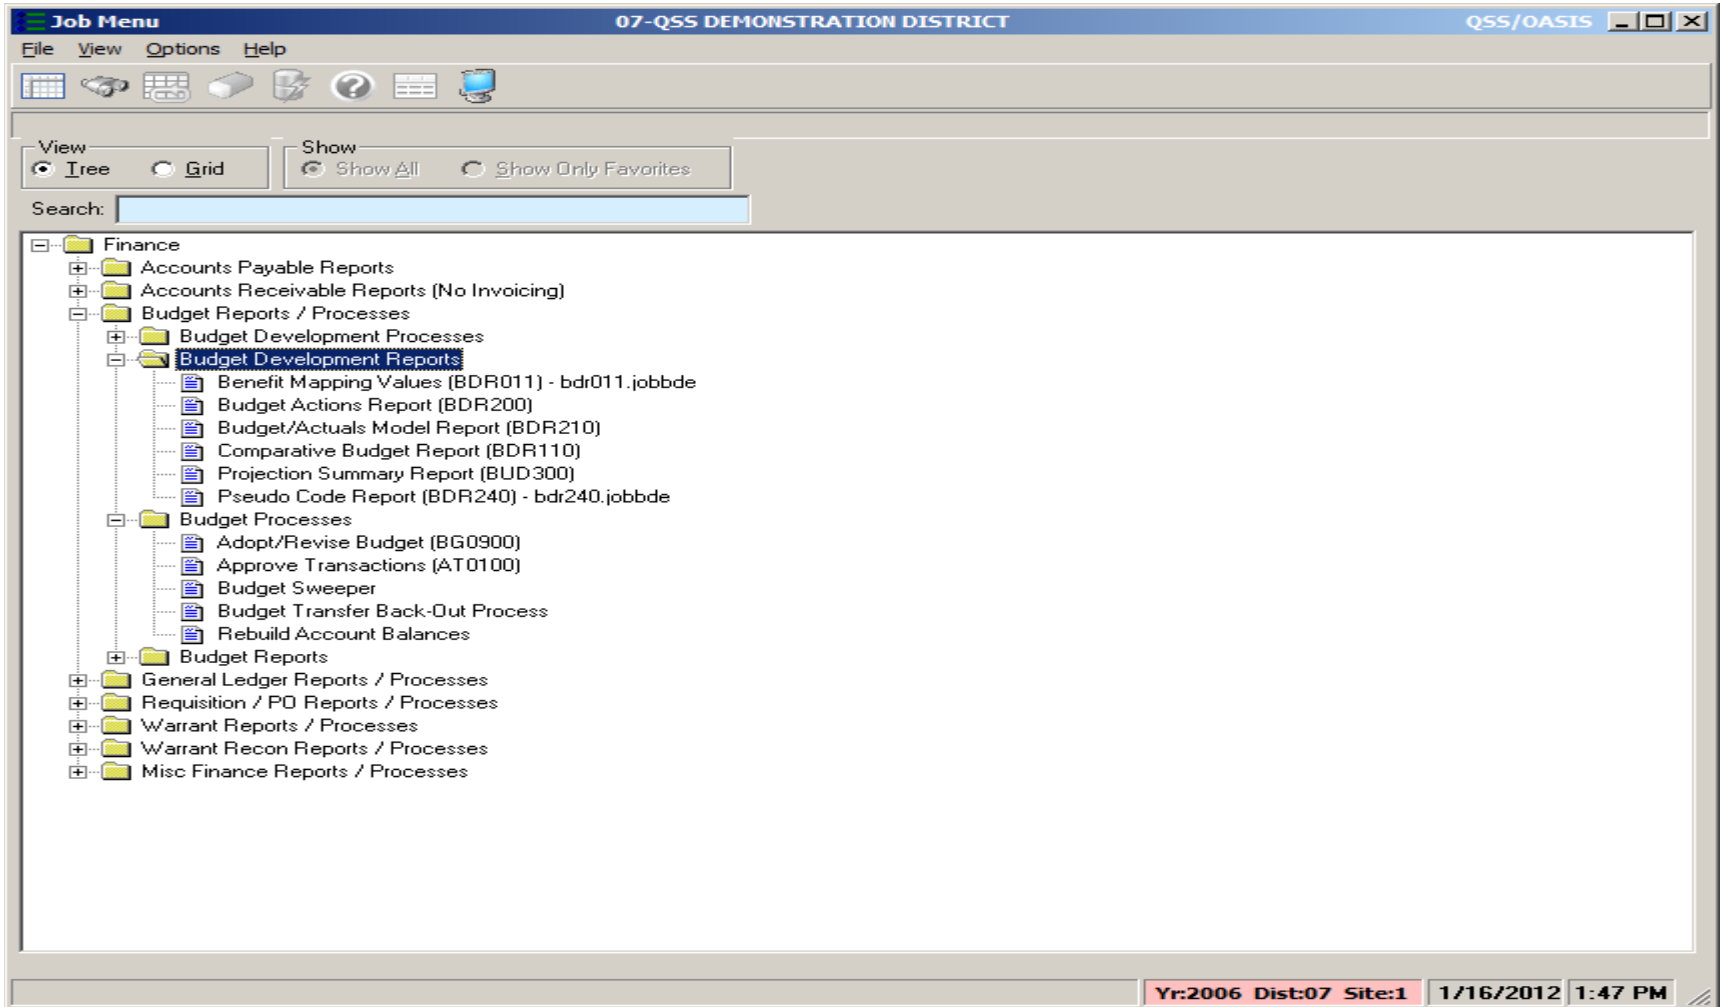 Job Menu 07-QSS DEMONSTRATION DISTRICT QSS/OASIS
File View Options Help
View Show
Tree Grid Show All Show Only Favorites
Search:
Finance
Accounts Payable Reports
Accounts Receivable Reports (No Invoicing)
Budget Reports / Processes
Budget Development Processes
Budget Development Reports
Benefit Mapping Values (BDR011) - bdr011.jobbde
Budget Actions Report (BDR200)
Budget/Actuals Model Report (BDR210)
Comparative Budget Report (BDR110)
Projection Summary Report (BUD300)
Pseudo Code Report (BDR240) - bdr240.jobbde
Budget Processes
Adopt/Revise Budget (BG0900)
Approve Transactions (AT0100)
Budget Sweeper
Budget Transfer Back-Out Process
Rebuild Account Balances
Budget Reports
General Ledger Reports / Processes
Requisition / PO Reports / Processes
Warrant Reports / Processes
Warrant Recon Reports / Processes
Misc Finance Reports / Processes
Yr:2006 Dist:07 Site:1 1/16/2012 1:47 PM